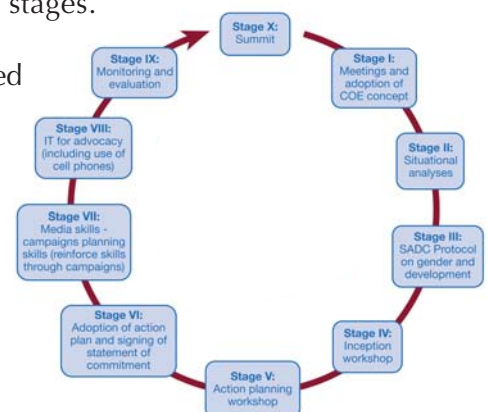 stages.
ed
Stage X:
Summit
Stage I:
Meetings and
adoption of
COE concept
Stage II:
Situational
analyses
Stage III:
SADC Protocol
on gender and
development
Stage IV:
Inception
workshop
Stage V:
Action planning
workshop
Stage VI:
Adoption of action
plan and signing of
statement of
commitment
Stage VII:
Media skills -
campaigns planning
skills (reinforce skills
through campaigns)
Stage VIII:
IT for advocacy
(including use of
cell phones)
Stage IX:
Monitoring and
evaluation